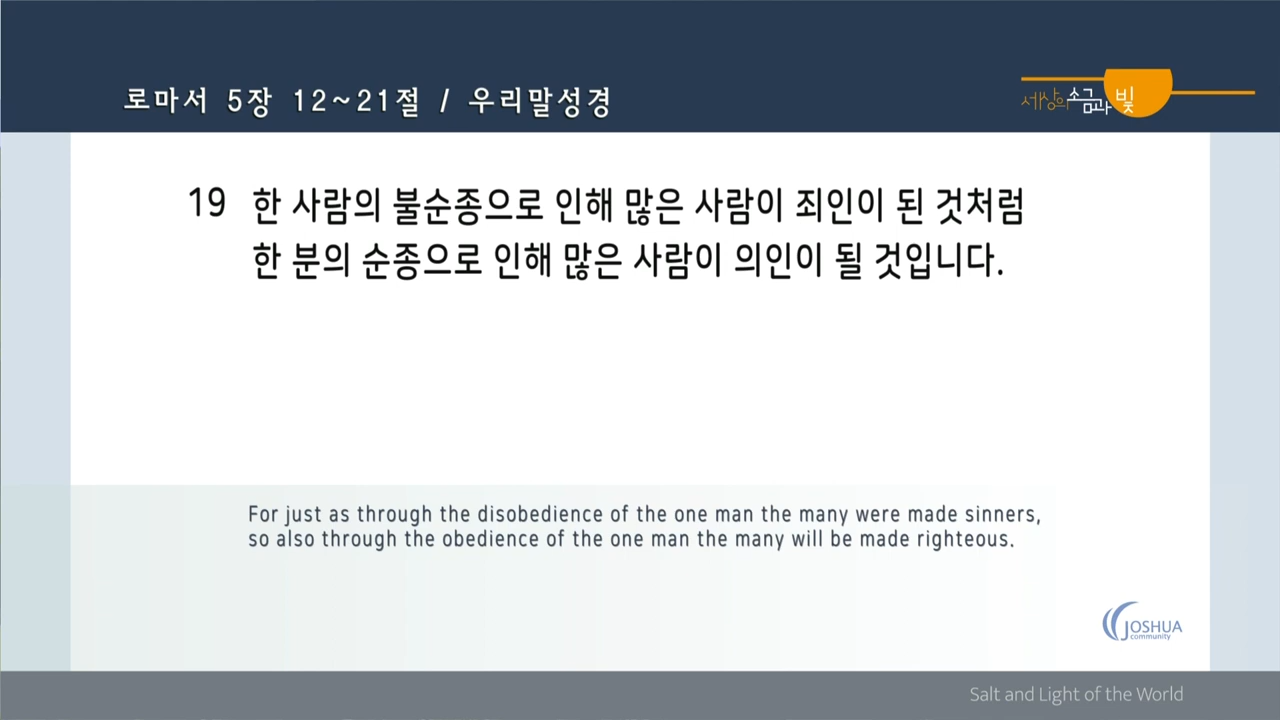 로마서 5장 12~21절 / 우리말성경
세상의소금과 빛
19 한 사람의 불순종으로 인해 많은 사람이 죄인이 된 것처럼
한 분의 순종으로 인해 많은 사람이 의인이 될 것입니다.
For just as through the disobedience of the one man the many were made sinners,
so also through the obedience of the one man the many will be made righteous.
JOSHUA
community
Salt and Light of the World